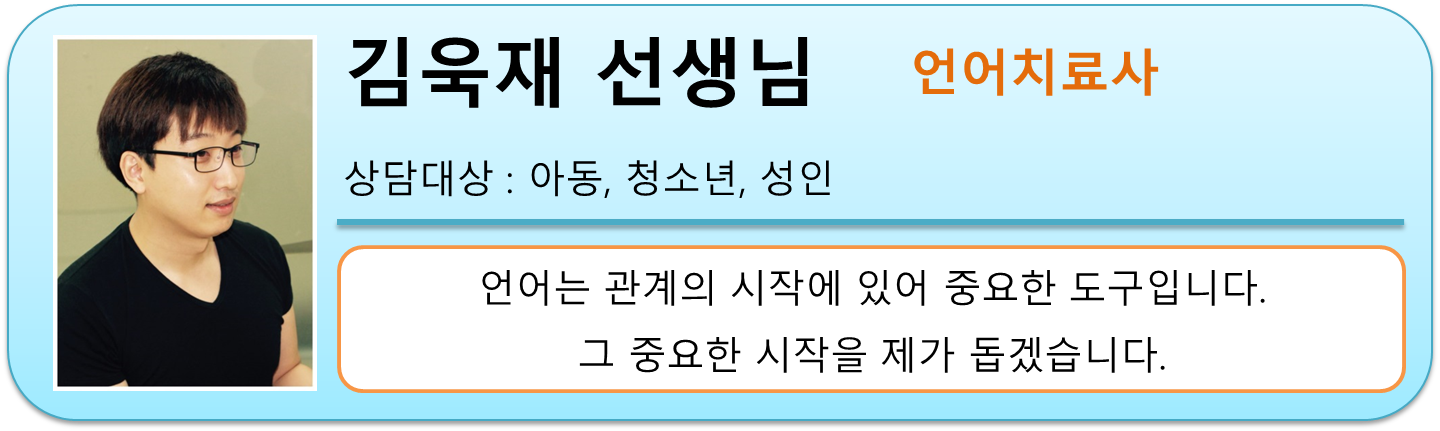 김욱재 선생님 언어치료사
상담대상 : 아동, 청소년, 성인
언어는 관계의 시작에 있어 중요한 도구입니다.
그 중요한 시작을 제가 돕겠습니다.